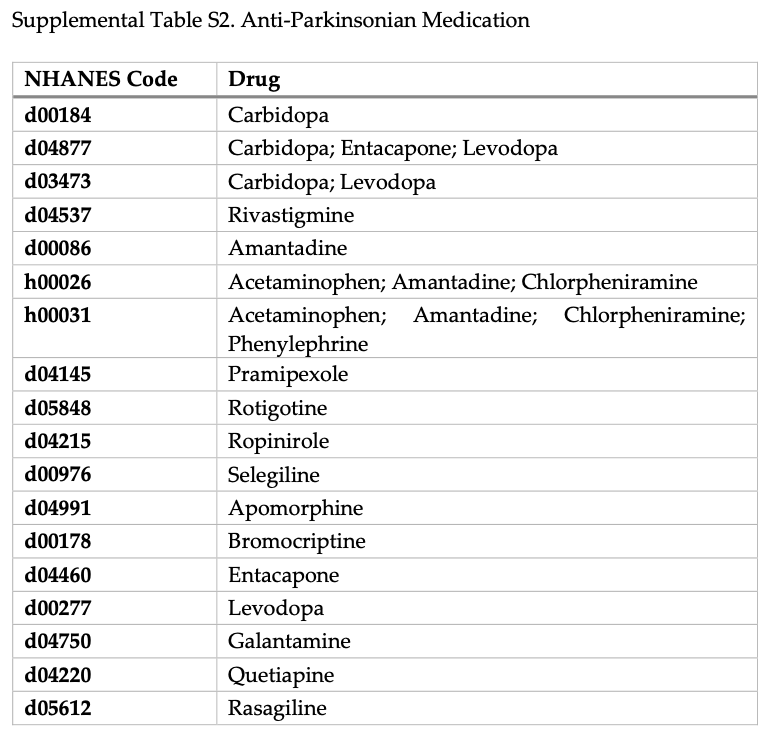 Supplemental Table S2. Anti-Parkinsonian Medication
NHANES Code Drug
d00184 Carbidopa
d04877 Carbidopa; Entacapone; Levodopa
d03473 Carbidopa; Levodopa
d04537 Rivastigmine
d00086 Amantadine
h00026 Acetaminophen; Amantadine; Chlorpheniramine
h00031 Acetaminophen; Amantadine; Chlorpheniramine;
Phenylephrine
d04145 Pramipexole
d05848 Rotigotine
d04215 Ropinirole
d00976 Selegiline
d04991 Apomorphine
d00178 Bromocriptine
d04460 Entacapone
d00277 Levodopa
d04750 Galantamine
d04220 Quetiapine
d05612 Rasagiline